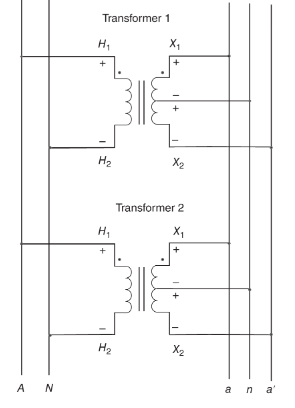 Transformer 1
H₁ X₁
+ +
−
+
− −
H₂ X₂
Transformer 2
H₁ X₁
+ +
−
+
− −
H₂ X₂
A N a n a'